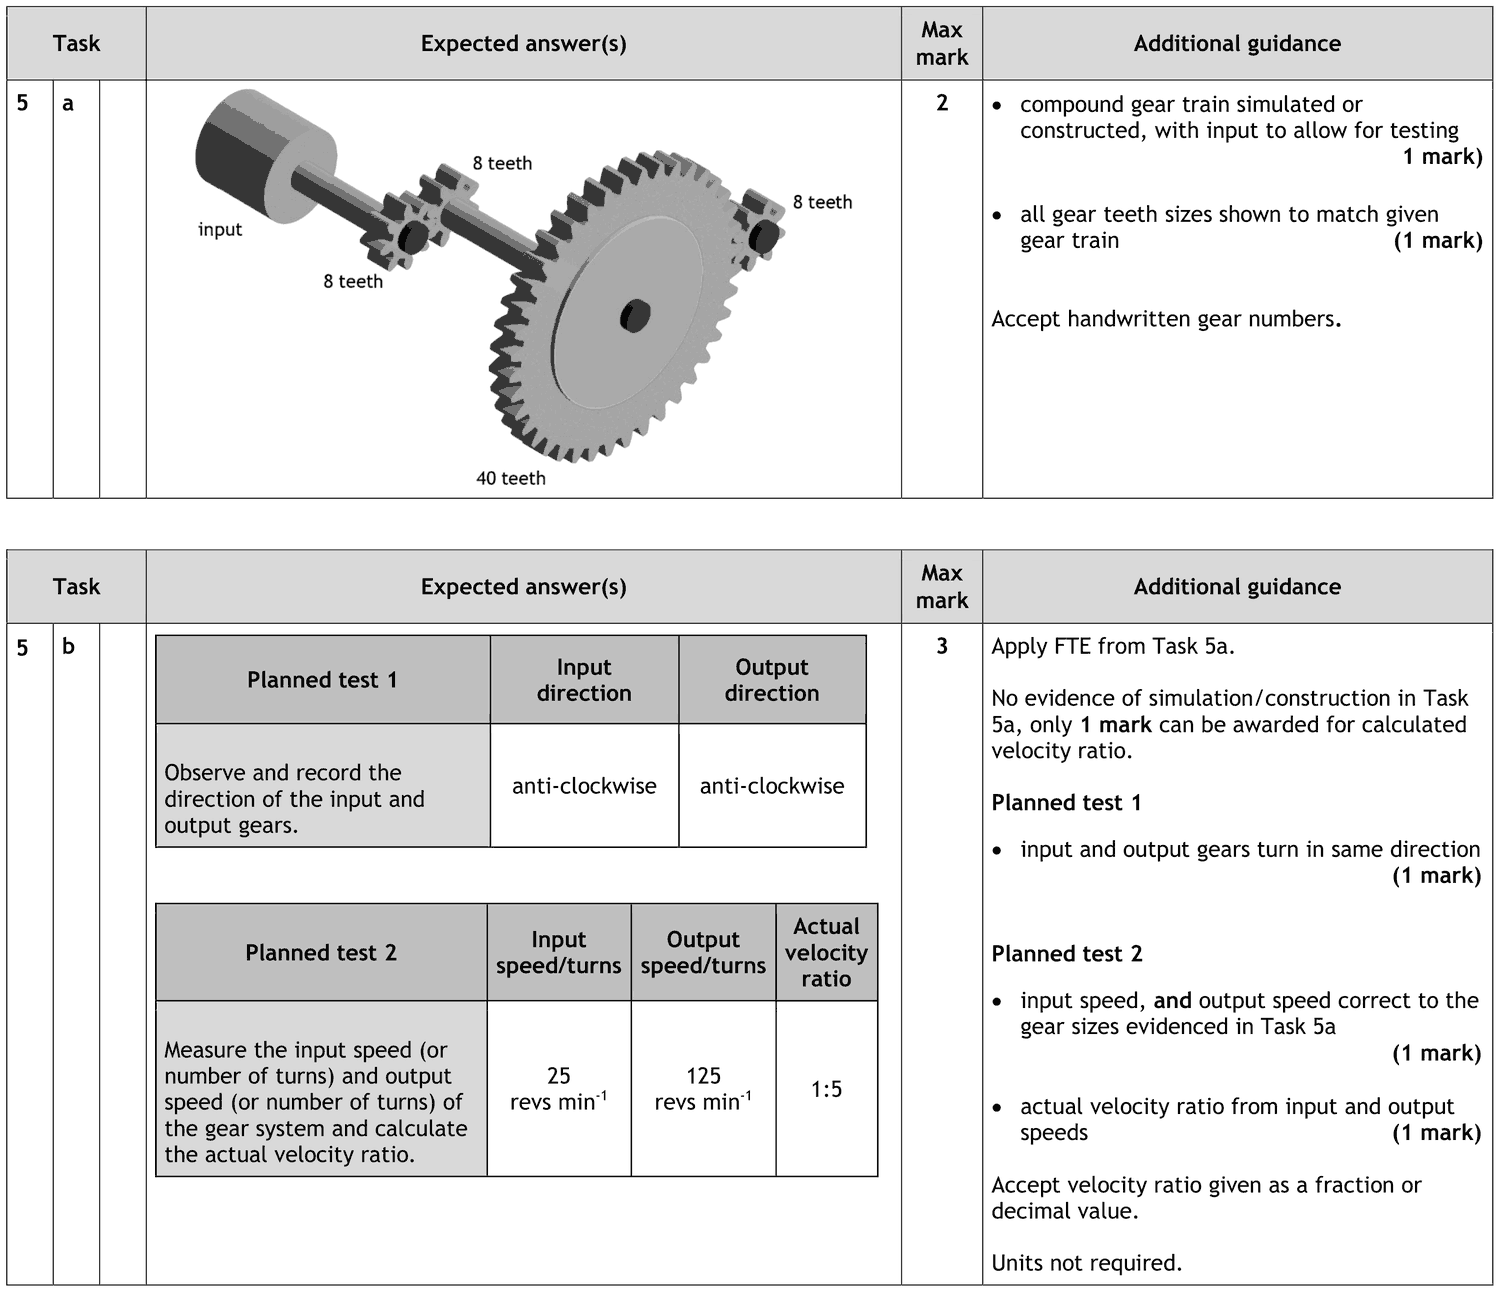 Task
Expected answer(s)
Max
mark
Additional guidance
5
a
8 teeth
8 teeth
input
8 teeth
40 teeth
2
• compound gear train simulated or
constructed, with input to allow for testing
1 mark)
• all gear teeth sizes shown to match given
gear train (1 mark)
Accept handwritten gear numbers.
Task
Expected answer(s)
Max
mark
Additional guidance
5
b
Planned test 1
Input
direction
Output
direction
Observe and record the
direction of the input and
output gears.
anti-clockwise
anti-clockwise
Planned test 2
Input
speed/turns
Output
speed/turns
Actual
velocity
ratio
Measure the input speed (or
number of turns) and output
speed (or number of turns) of
the gear system and calculate
the actual velocity ratio.
25
revs min-1
125
revs min-1
1:5
3
Apply FTE from Task 5a.
No evidence of simulation/construction in Task
5a, only 1 mark can be awarded for calculated
velocity ratio.
Planned test 1
• input and output gears turn in same direction
(1 mark)
Planned test 2
• input speed, and output speed correct to the
gear sizes evidenced in Task 5a
(1 mark)
• actual velocity ratio from input and output
speeds (1 mark)
Accept velocity ratio given as a fraction or
decimal value.
Units not required.